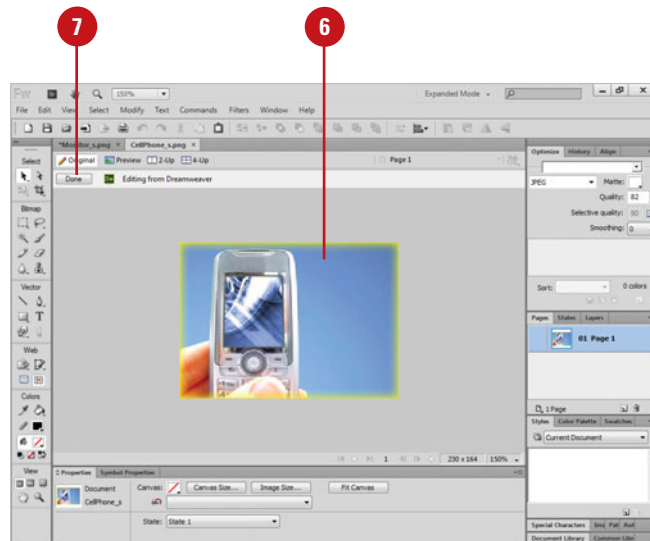 7 6
Fw Br 150% Expanded Mode
File Edit View Select Modify Text Commands Filters Window Help
*Monitor_s.png × CellPhone_s.png ×
Select Original Preview 2-Up 4-Up Page 1
Done Dw Editing from Dreamweaver
Optimize History Align
JPEG Matte:
Quality: 82
Selective quality: 90
Smoothing: 0
Bitmap
Vector
Sort: 0 colors
Pages States Layers
01 Page 1
Web
Colors
1 Page
Styles Color Palette Swatches
Current Document
1 230 x 164 150%
View
Properties Symbol Properties
Document Canvas: Canvas Size... Image Size... Fit Canvas
CellPhone_s
State: State 1
Special Characters Pat Aut
Document Library Common